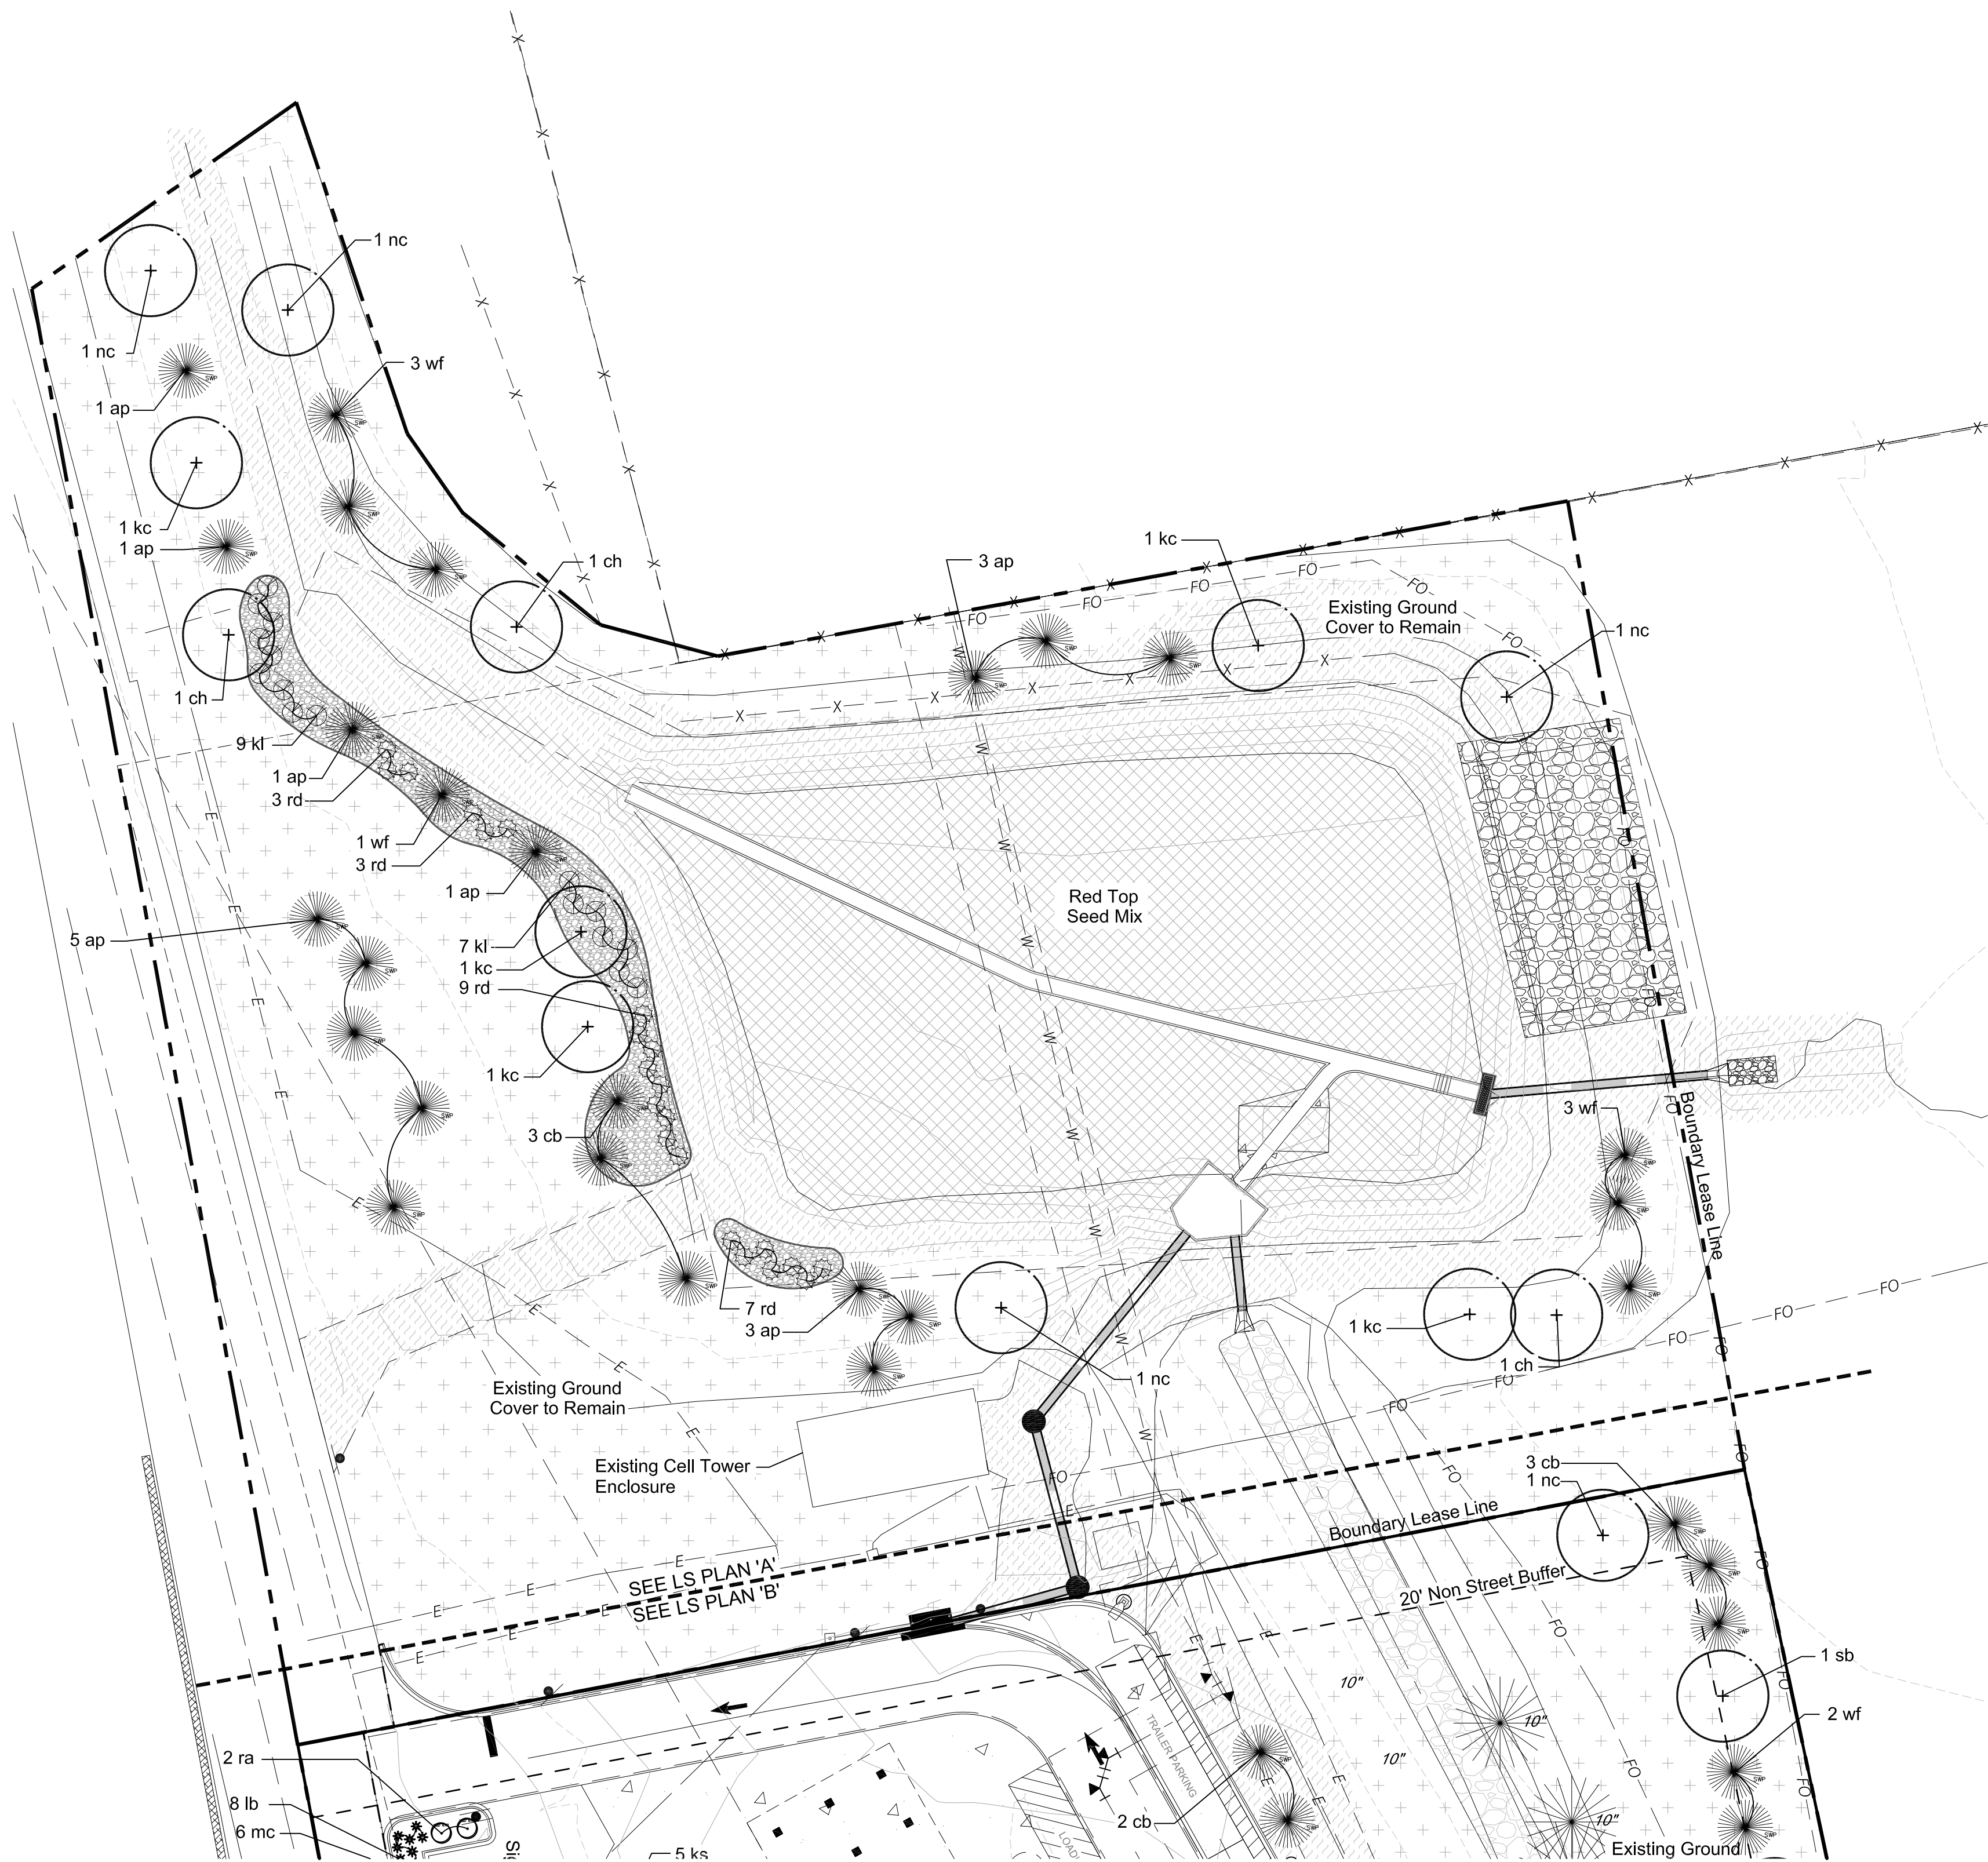 1 nc
1 nc
3 wf
1 ap
1 kc
1 ap
1 ch
1 kc
3 ap
Existing Ground
Cover to Remain
1 nc
1 ch
9 kl
1 ap
3 rd
1 wf
3 rd
1 ap
Red Top
Seed Mix
5 ap
7 kl
1 kc
9 rd
1 kc
3 cb
3 wf
Boundary Lease Line
7 rd
3 ap
1 kc
1 ch
1 nc
Existing Ground
Cover to Remain
Existing Cell Tower
Enclosure
3 cb
1 nc
Boundary Lease Line
SEE LS PLAN 'A'
SEE LS PLAN 'B'
20' Non Street Buffer
1 sb
2 wf
10"
10"
10"
10"
TRAILER PARKING
2 ra
8 lb
6 mc
2 cb
5 ks
Existing Ground